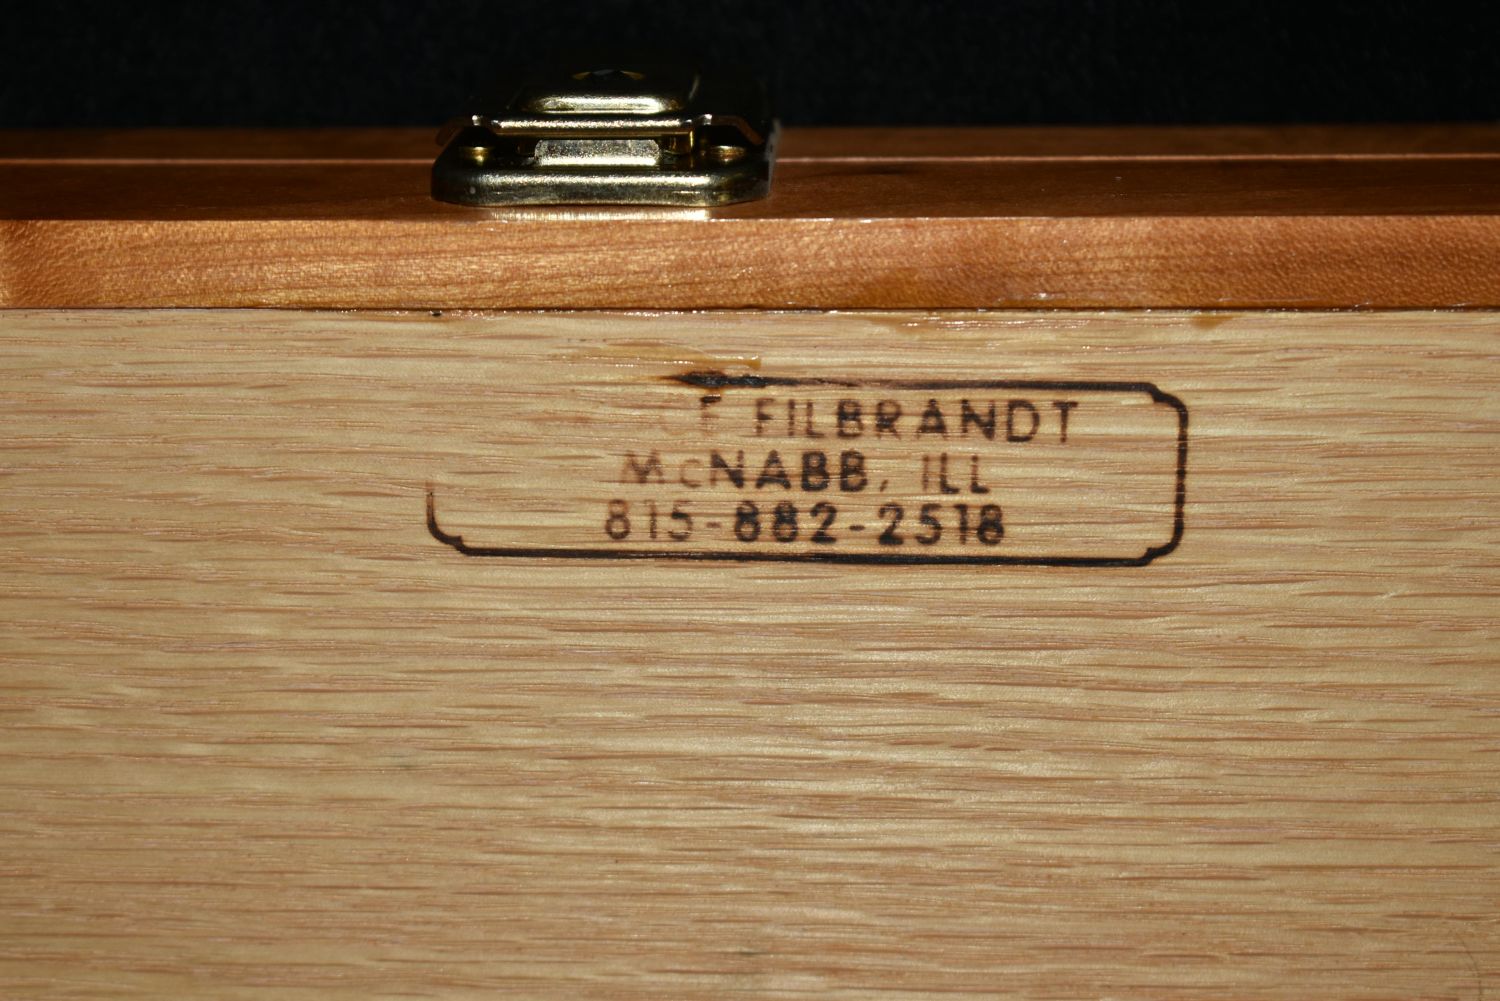 FILBRANDT
McNABB, ILL
815-882-2518